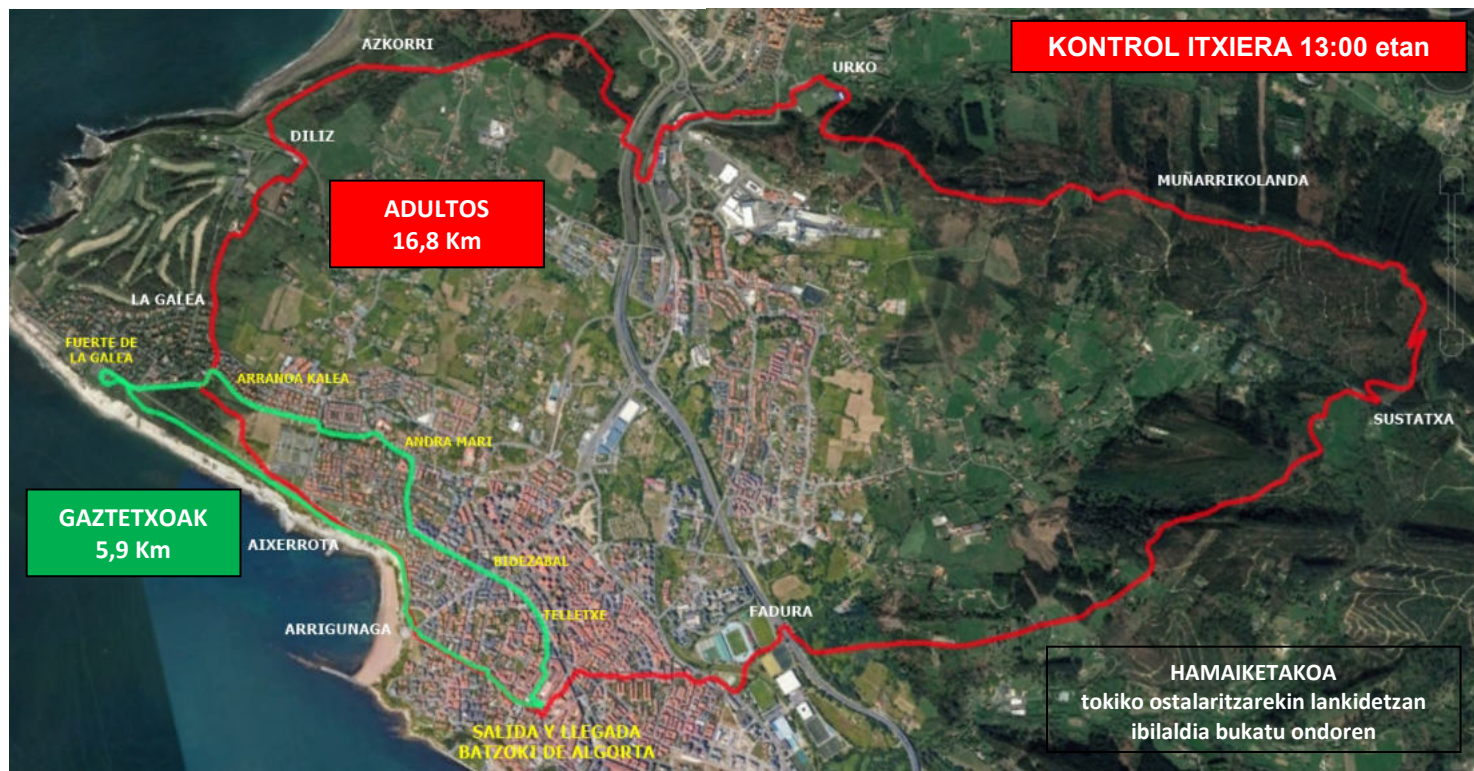 AZKORRI
KONTROL ITXIERA 13:00 etan
URKO
DILIZ
MUÑARRIKOLANDA
ADULTOS
16,8 Km
LA GALEA
FUERTE DE
LA GALEA
ARRANOA KALEA
SUSTATXA
ANDRA MARI
GAZTETXOAK
5,9 Km
AIXERROTA
BIDEZABAL
TELLETXE
FADURA
ARRIGUNAGA
HAMAIKETAKOA
tokiko ostalaritzarekin lankidetzan
ibilaldia bukatu ondoren
SALIDA Y LLEGADA
BATZOKI DE ALGORTA